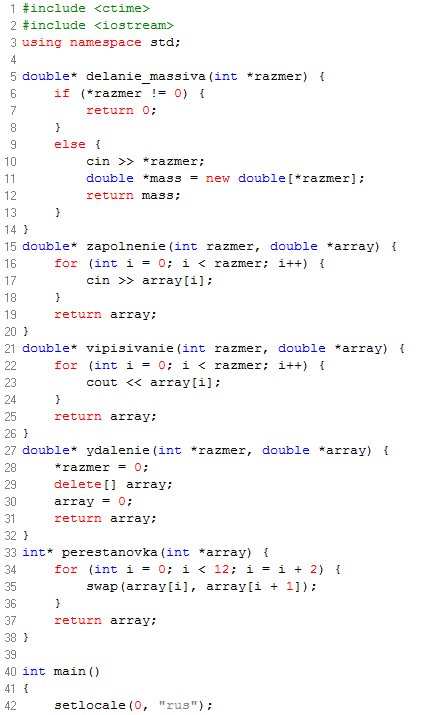 1 #include <ctime>
2 #include <iostream>
3 using namespace std;
4
5 double* delanie_massiva(int *razmer) {
6     if (*razmer != 0) {
7         return 0;
8     }
9     else {
10         cin >> *razmer;
11         double *mass = new double[*razmer];
12         return mass;
13     }
14 }
15 double* zapolnenie(int razmer, double *array) {
16     for (int i = 0; i < razmer; i++) {
17         cin >> array[i];
18     }
19     return array;
20 }
21 double* vipisivanie(int razmer, double *array) {
22     for (int i = 0; i < razmer; i++) {
23         cout << array[i];
24     }
25     return array;
26 }
27 double* ydalenie(int *razmer, double *array) {
28     *razmer = 0;
29     delete[] array;
30     array = 0;
31     return array;
32 }
33 int* perestanovka(int *array) {
34     for (int i = 0; i < 12; i = i + 2) {
35         swap(array[i], array[i + 1]);
36     }
37     return array;
38 }
39
40 int main()
41 {
42     setlocale(0, "rus");